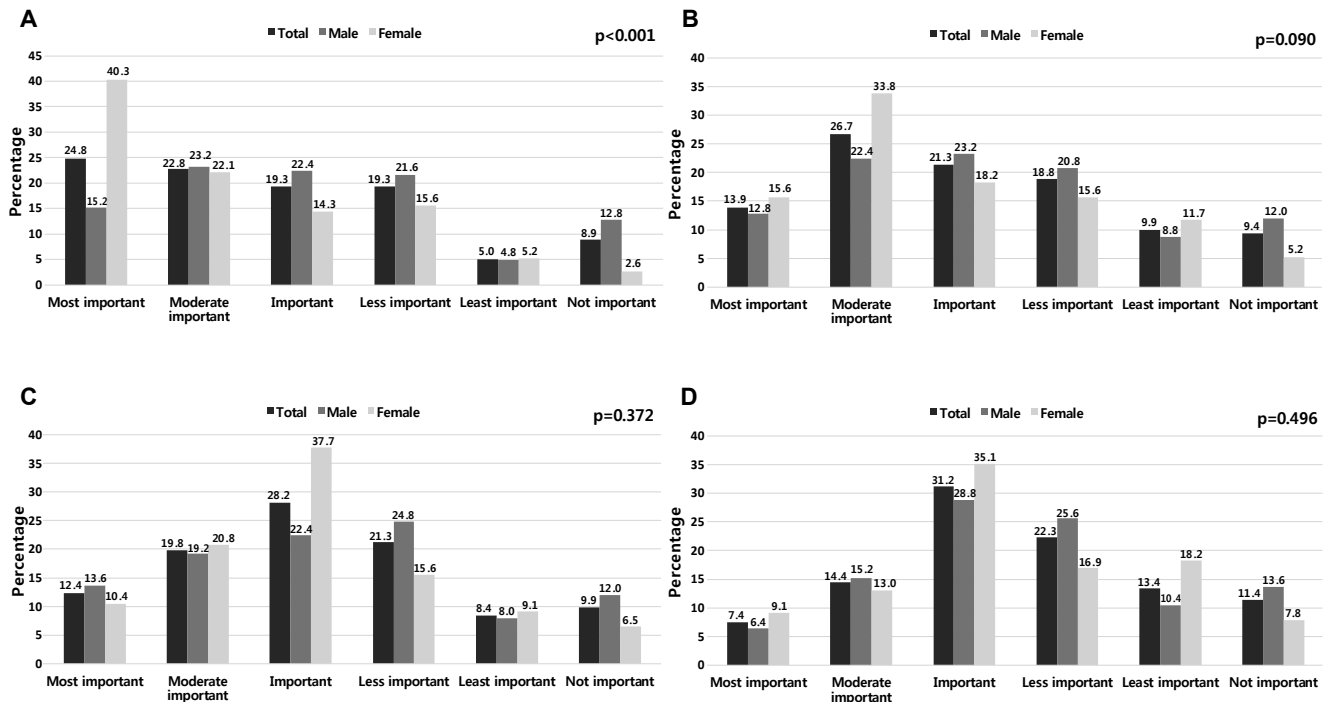 A
Total Male Female
p<0.001
Percentage
45
40
35
30
25
20
15
10
5
0
24.8 15.2 40.3
22.8 23.2 22.1
19.3 22.4 14.3
19.3 21.6 15.6
5.0 4.8 5.2
8.9 12.8 2.6
Most important Moderate important Important Less important Least important Not important
B
Total Male Female
p=0.090
Percentage
40
35
30
25
20
15
10
5
0
13.9 12.8 15.6
26.7 22.4 33.8
21.3 23.2 18.2
18.8 20.8 15.6
9.9 8.8 11.7
9.4 12.0 5.2
Most important Moderate important Important Less important Least important Not important
C
Total Male Female
p=0.372
Percentage
40
35
30
25
20
15
10
5
0
12.4 13.6 10.4
19.8 19.2 20.8
28.2 22.4 37.7
21.3 24.8 15.6
8.4 8.0 9.1
9.9 12.0 6.5
Most important Moderate important Important Less important Least important Not important
D
Total Male Female
p=0.496
Percentage
40
35
30
25
20
15
10
5
0
7.4 6.4 9.1
14.4 15.2 13.0
31.2 28.8 35.1
22.3 25.6 16.9
13.4 10.4 18.2
11.4 13.6 7.8
Most important Moderate important Important Less important Least important Not important